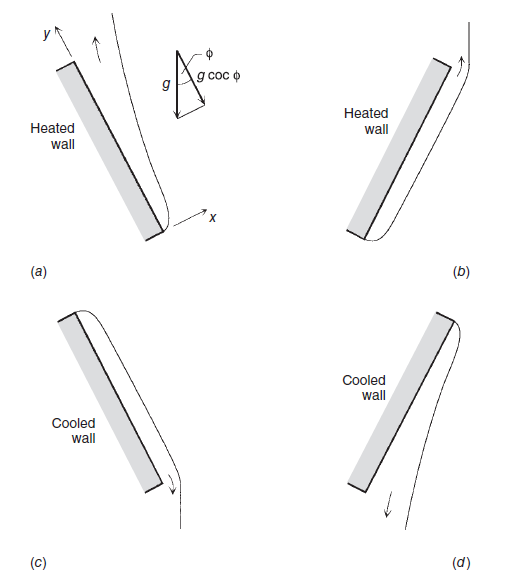 y
ϕ
g
g coc ϕ
Heated
wall
x
(a)
Heated
wall
(b)
Cooled
wall
(c)
Cooled
wall
(d)